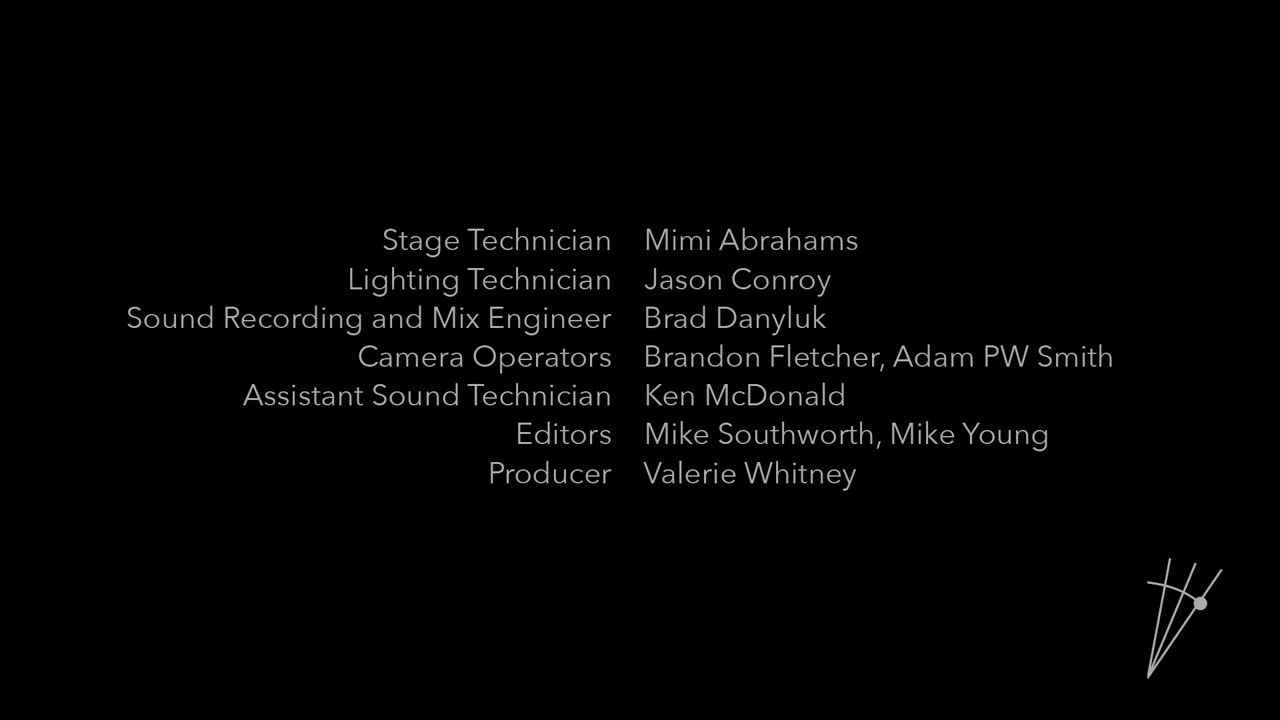 Stage Technician Mimi Abrahams
Lighting Technician Jason Conroy
Sound Recording and Mix Engineer Brad Danyluk
Camera Operators Brandon Fletcher, Adam PW Smith
Assistant Sound Technician Ken McDonald
Editors Mike Southworth, Mike Young
Producer Valerie Whitney